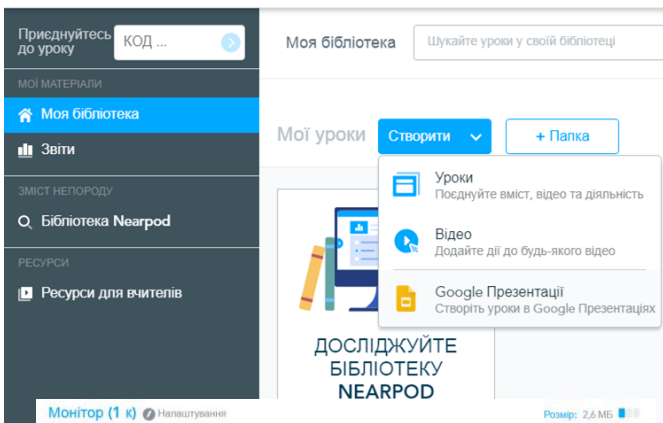 Приєднуйтесь
до уроку
КОД ...
МОЇ МАТЕРІАЛИ
Моя бібліотека
Звіти
ЗМІСТ НЕПОРОДУ
Бібліотека Nearpod
РЕСУРСИ
Ресурси для вчителів
Моя бібліотека
Шукайте уроки у своїй бібліотеці
Мої уроки
Створити
+ Папка
Уроки
Поєднуйте вміст, відео та діяльність
Відео
Додайте дії до будь-якого відео
Google Презентації
Створіть уроки в Google Презентаціях
ДОСЛІДЖУЙТЕ
БІБЛІОТЕКУ
NEARPOD
Монітор (1 к) Налаштування
Розмір: 2,6 МБ